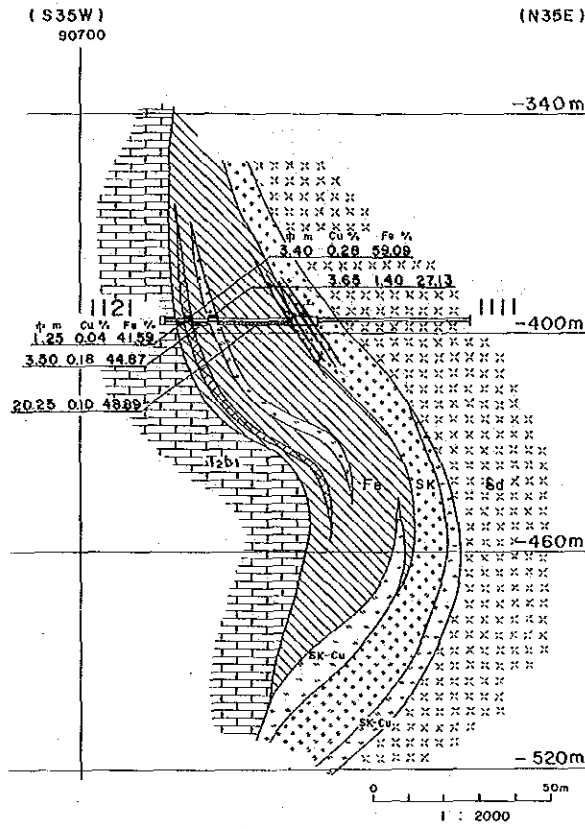 (S35W)
(N35E)
90700
-340m
m Cu % Fe %
3.40 0.28 59.09
3.65 1.40 27.13
1121
1111
m Cu % Fe %
1.25 0.04 41.59
-400m
3.50 0.18 44.87
20.25 0.10 48.89
T2b1
Fe
SK
Sd
-460m
SK-Cu
SK-Cu
-520m
0 50m
1 : 2000